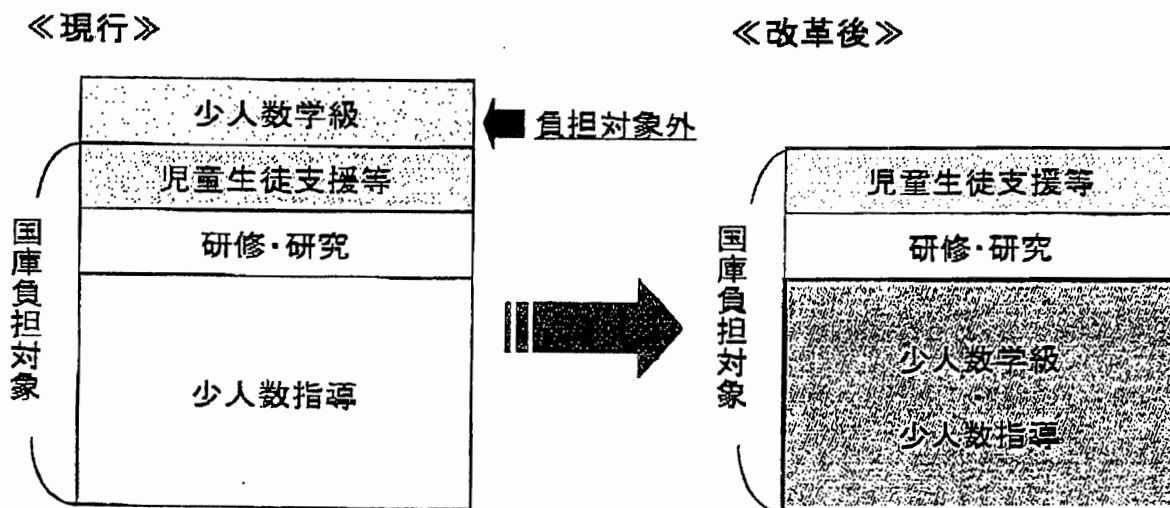 ≪現行≫
少人数学級
負担対象外
児童生徒支援等
研修・研究
少人数指導
国庫負担対象
≪改革後≫
児童生徒支援等
研修・研究
少人数学級
少人数指導
国庫負担対象